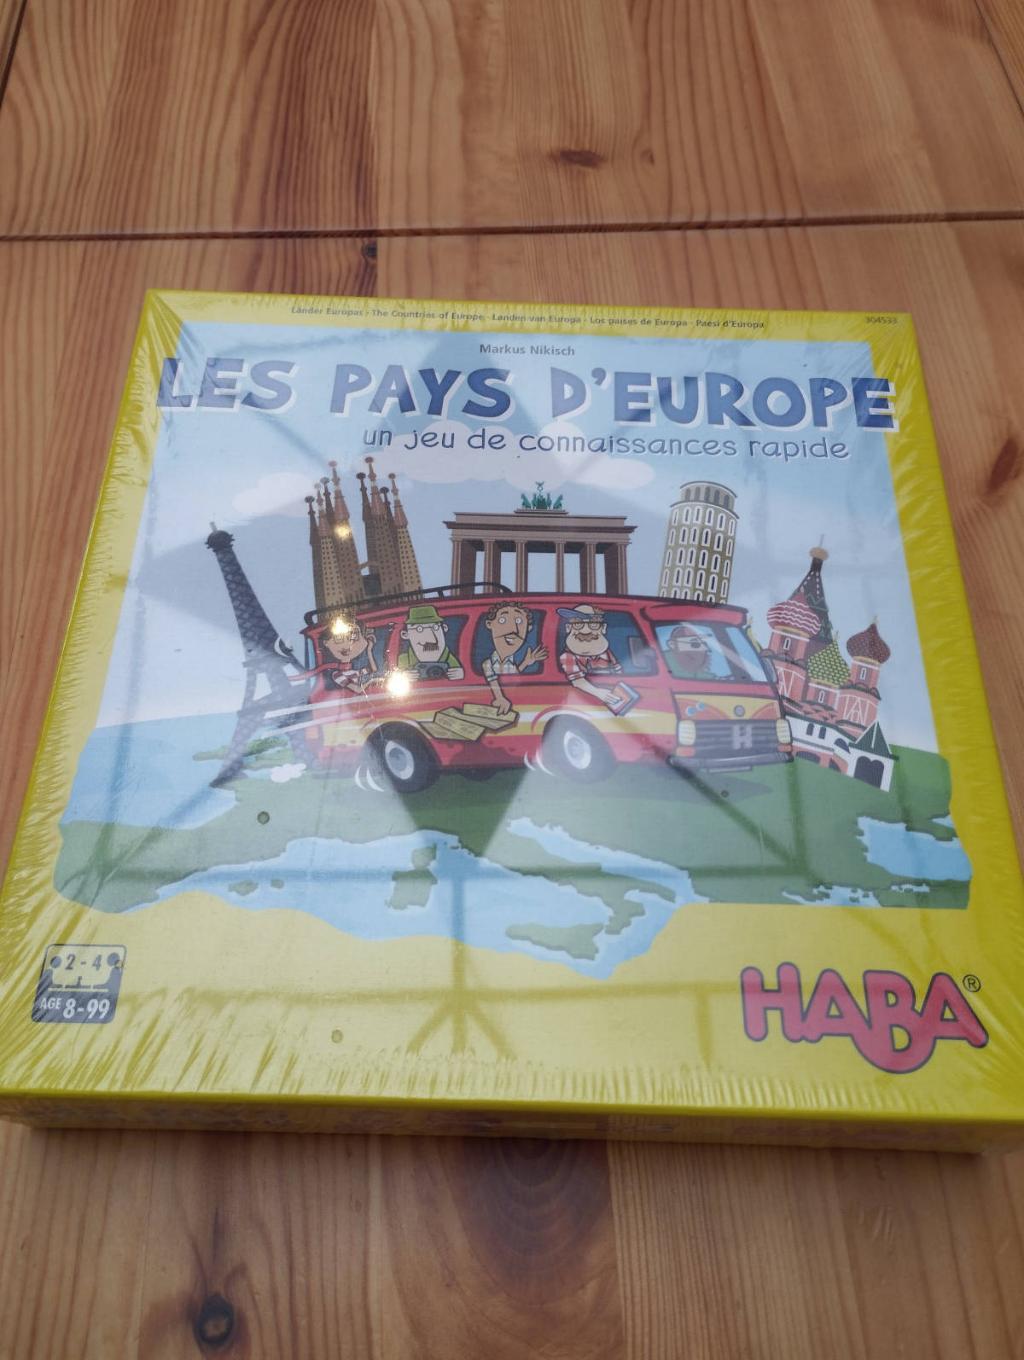 Länder Europas - The Countries of Europe - Landen van Europa - Los países de Europa - Paesi d'Europa
304533
Markus Nikisch
LES PAYS D'EUROPE
un jeu de connaissances rapide
H
2 - 4
AGE 8-99
HABA®